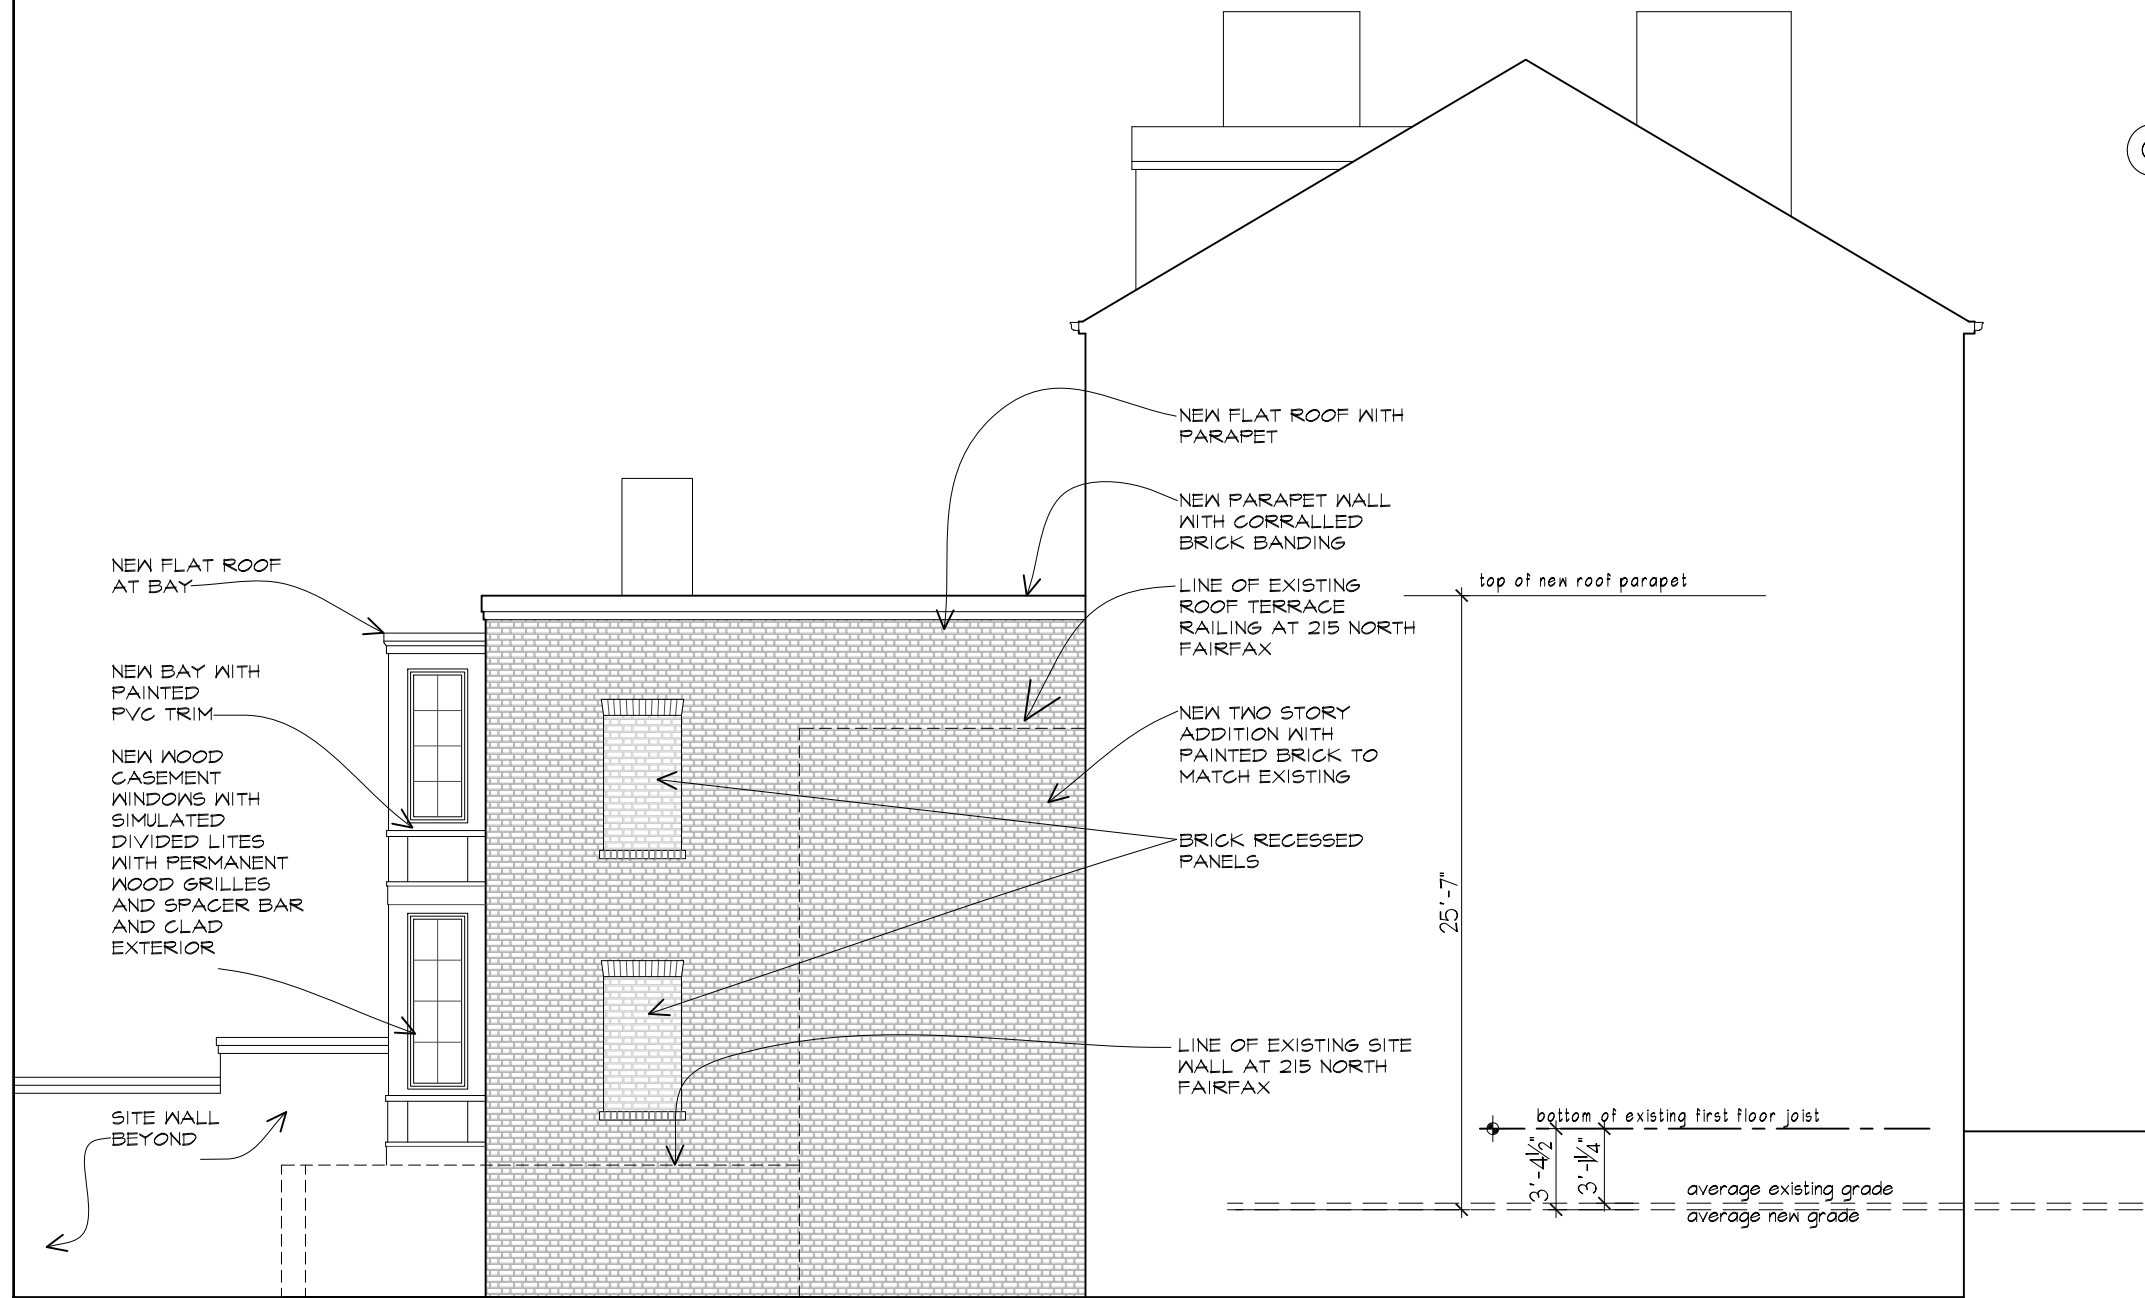 NEW FLAT ROOF
AT BAY
NEW BAY WITH
PAINTED
PVC TRIM
NEW WOOD
CASEMENT
WINDOWS WITH
SIMULATED
DIVIDED LITES
WITH PERMANENT
WOOD GRILLES
AND SPACER BAR
AND CLAD
EXTERIOR
SITE WALL
BEYOND
NEW FLAT ROOF WITH
PARAPET
NEW PARAPET WALL
WITH CORRALLED
BRICK BANDING
LINE OF EXISTING
ROOF TERRACE
RAILING AT 215 NORTH
FAIRFAX
NEW TWO STORY
ADDITION WITH
PAINTED BRICK TO
MATCH EXISTING
BRICK RECESSED
PANELS
LINE OF EXISTING SITE
WALL AT 215 NORTH
FAIRFAX
top of new roof parapet
25'-7"
bottom of existing first floor joist
3'-4½"
3'-1¼"
average existing grade
average new grade